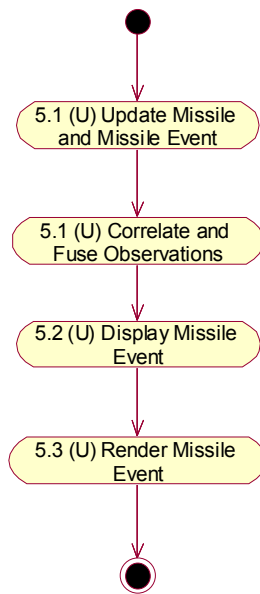 5.1 (U) Update Missile
and Missile Event
5.1 (U) Correlate and
Fuse Observations
5.2 (U) Display Missile
Event
5.3 (U) Render Missile
Event